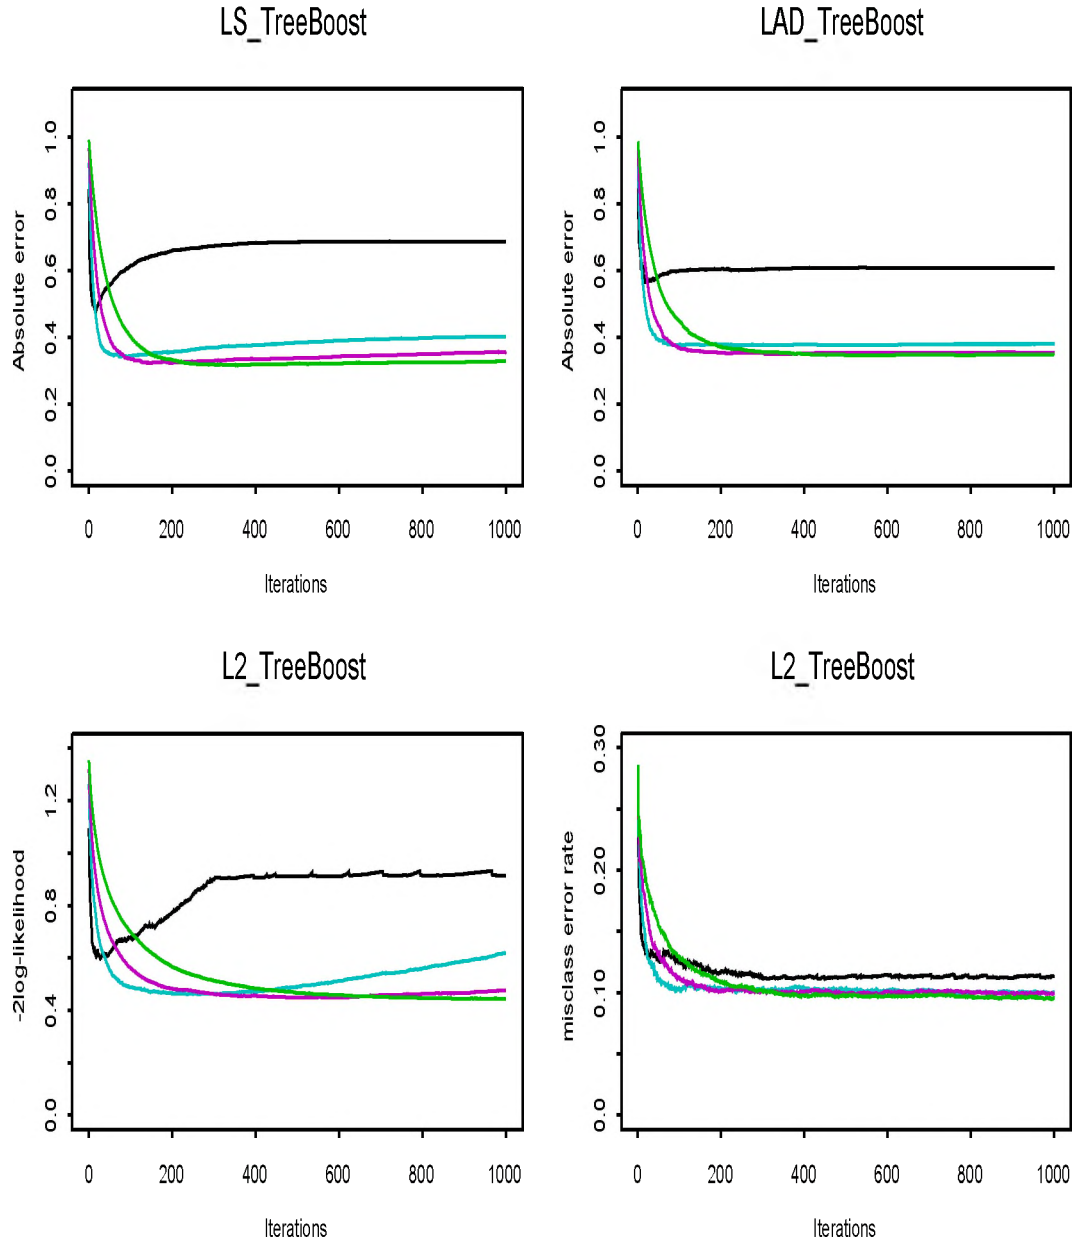 LS_TreeBoost
Absolute error
1.0
0.8
0.6
0.4
0.2
0.0
0 200 400 600 800 1000
Iterations
LAD_TreeBoost
Absolute error
1.0
0.8
0.6
0.4
0.2
0.0
0 200 400 600 800 1000
Iterations
L2_TreeBoost
-2log-likelihood
1.2
0.8
0.4
0.0
0 200 400 600 800 1000
Iterations
L2_TreeBoost
misclass error rate
0.30
0.20
0.10
0.0
0 200 400 600 800 1000
Iterations